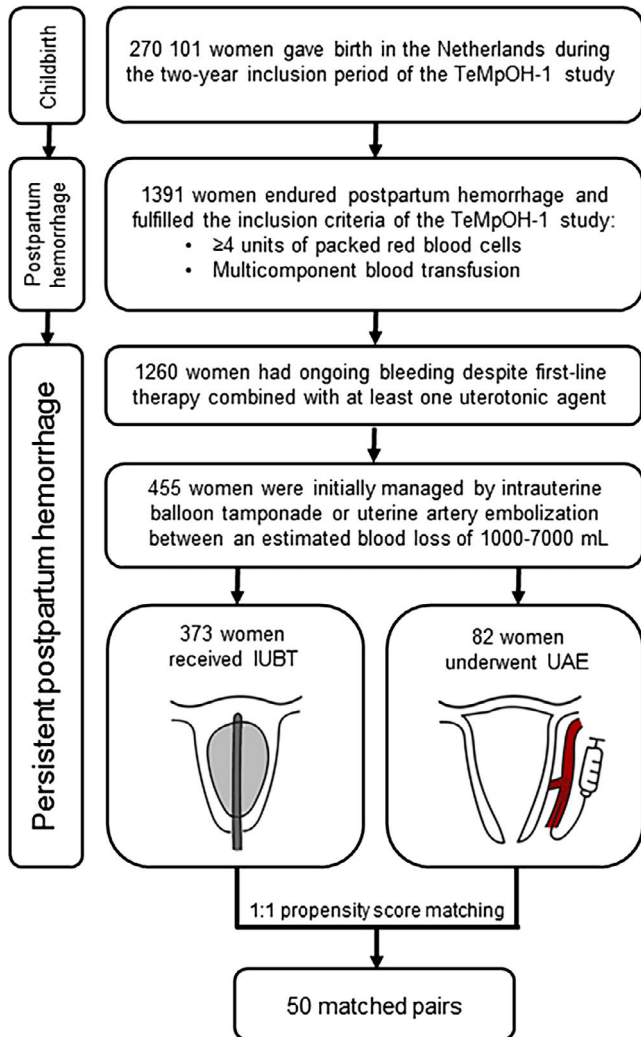 Childbirth
270 101 women gave birth in the Netherlands during
the two-year inclusion period of the TeMpOH-1 study
Postpartum
hemorrhage
1391 women endured postpartum hemorrhage and
fulfilled the inclusion criteria of the TeMpOH-1 study:
• ≥4 units of packed red blood cells
• Multicomponent blood transfusion
Persistent postpartum hemorrhage
1260 women had ongoing bleeding despite first-line
therapy combined with at least one uterotonic agent
455 women were initially managed by intrauterine
balloon tamponade or uterine artery embolization
between an estimated blood loss of 1000-7000 mL
373 women
received IUBT
82 women
underwent UAE
1:1 propensity score matching
50 matched pairs